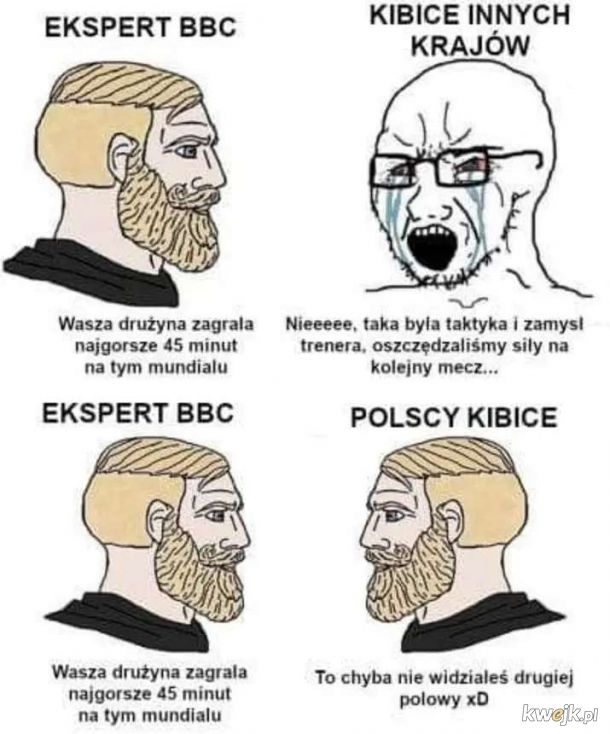 EKSPERT BBC
KIBICE INNYCH
KRAJÓW
Wasza drużyna zagrała
najgorsze 45 minut
na tym mundialu
Nieeeee, taka była taktyka i zamysł
trenera, oszczędzaliśmy siły na
kolejny mecz...
EKSPERT BBC
POLSCY KIBICE
Wasza drużyna zagrała
najgorsze 45 minut
na tym mundialu
To chyba nie widziałeś drugiej
połowy xD
kwejk.pl